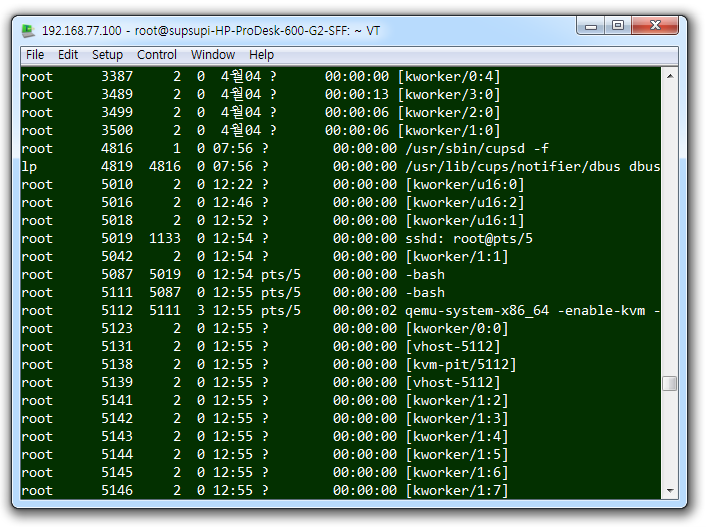 192.168.77.100 - root@supsupi-HP-ProDesk-600-G2-SFF: ~ VT
File Edit Setup Control Window Help
root 3387 2 0 4월04 ? 00:00:00 [kworker/0:4]
root 3489 2 0 4월04 ? 00:00:13 [kworker/3:0]
root 3499 2 0 4월04 ? 00:00:06 [kworker/2:0]
root 3500 2 0 4월04 ? 00:00:06 [kworker/1:0]
root 4816 1 0 07:56 ? 00:00:00 /usr/sbin/cupsd -f
lp 4819 4816 0 07:56 ? 00:00:00 /usr/lib/cups/notifier/dbus dbus
root 5010 2 0 12:22 ? 00:00:00 [kworker/u16:0]
root 5016 2 0 12:46 ? 00:00:00 [kworker/u16:2]
root 5018 2 0 12:52 ? 00:00:00 [kworker/u16:1]
root 5019 1133 0 12:54 ? 00:00:00 sshd: root@pts/5
root 5042 2 0 12:54 ? 00:00:00 [kworker/1:1]
root 5087 5019 0 12:54 pts/5 00:00:00 -bash
root 5111 5087 0 12:55 pts/5 00:00:00 -bash
root 5112 5111 3 12:55 pts/5 00:00:02 qemu-system-x86_64 -enable-kvm -
root 5123 2 0 12:55 ? 00:00:00 [kworker/0:0]
root 5131 2 0 12:55 ? 00:00:00 [vhost-5112]
root 5138 2 0 12:55 ? 00:00:00 [kvm-pit/5112]
root 5139 2 0 12:55 ? 00:00:00 [vhost-5112]
root 5141 2 0 12:55 ? 00:00:00 [kworker/1:2]
root 5142 2 0 12:55 ? 00:00:00 [kworker/1:3]
root 5143 2 0 12:55 ? 00:00:00 [kworker/1:4]
root 5144 2 0 12:55 ? 00:00:00 [kworker/1:5]
root 5145 2 0 12:55 ? 00:00:00 [kworker/1:6]
root 5146 2 0 12:55 ? 00:00:00 [kworker/1:7]